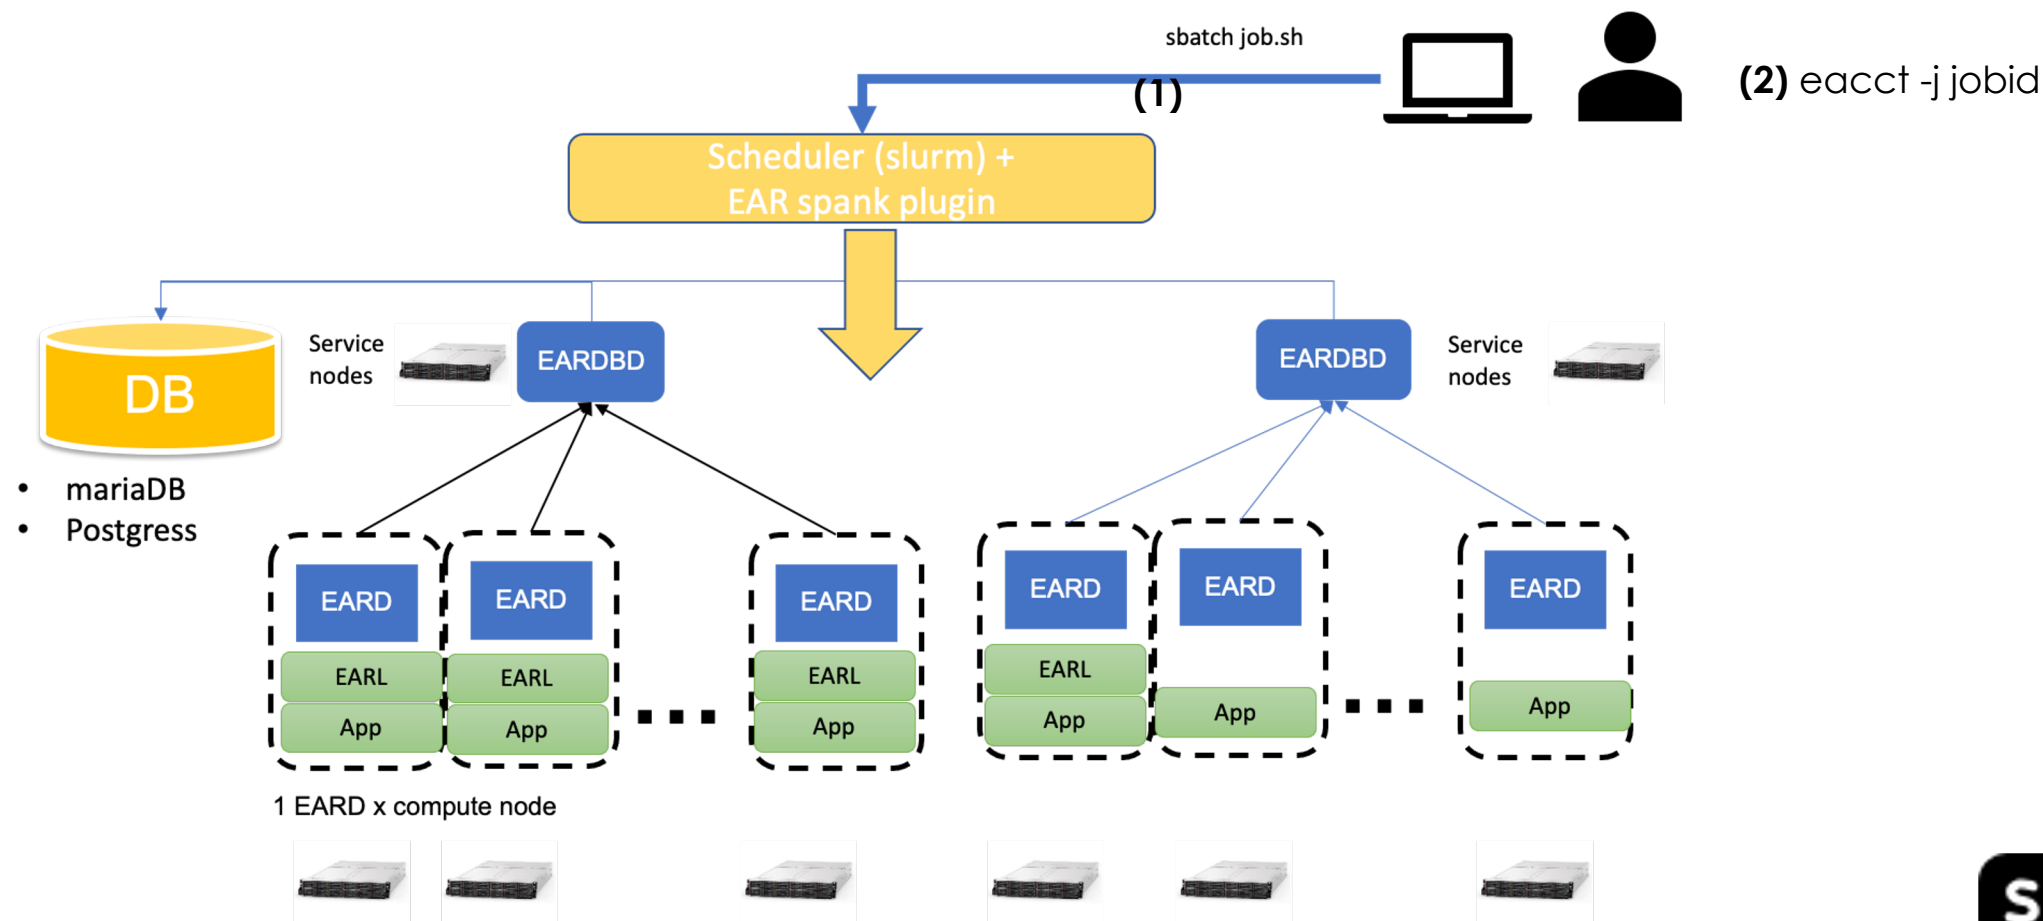 sbatch job.sh
(1)
(2) eacct -j jobid
Scheduler (slurm) +
EAR spank plugin
DB
Service
nodes
EARDBD
EARDBD
Service
nodes
• mariaDB
• Postgress
EARD
EARL
App
EARD
EARL
App
EARD
EARL
App
EARD
EARL
App
EARD
App
EARD
App
1 EARD x compute node
S